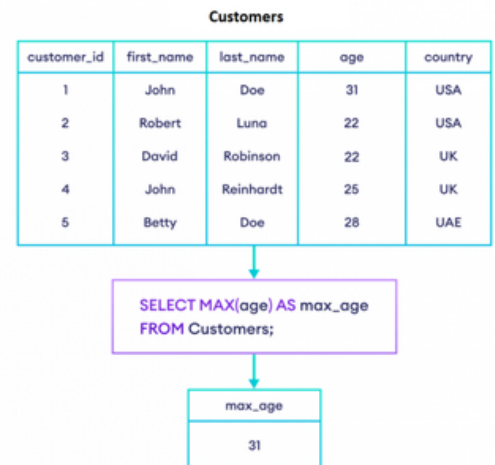 Customers
customer_id first_name last_name age country
1 John Doe 31 USA
2 Robert Luna 22 USA
3 David Robinson 22 UK
4 John Reinhardt 25 UK
5 Betty Doe 28 UAE
SELECT MAX(age) AS max_age
FROM Customers;
max_age
31